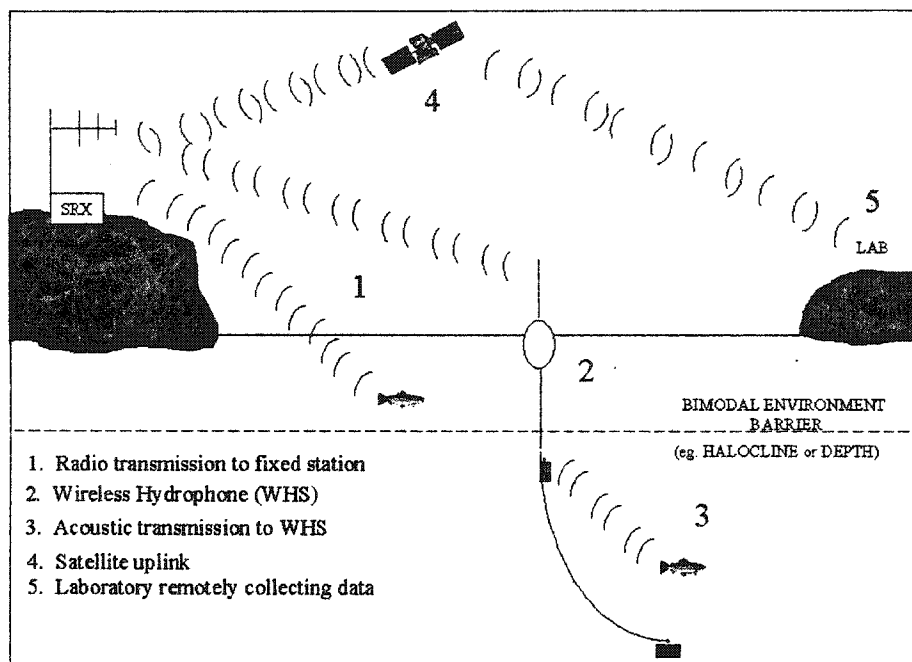 4
5
SRX
LAB
1
2
BIMODAL ENVIRONMENT
BARRIER
(eg. HALOCLINE or DEPTH)
3
1. Radio transmission to fixed station
2. Wireless Hydrophone (WHS)
3. Acoustic transmission to WHS
4. Satellite uplink
5. Laboratory remotely collecting data